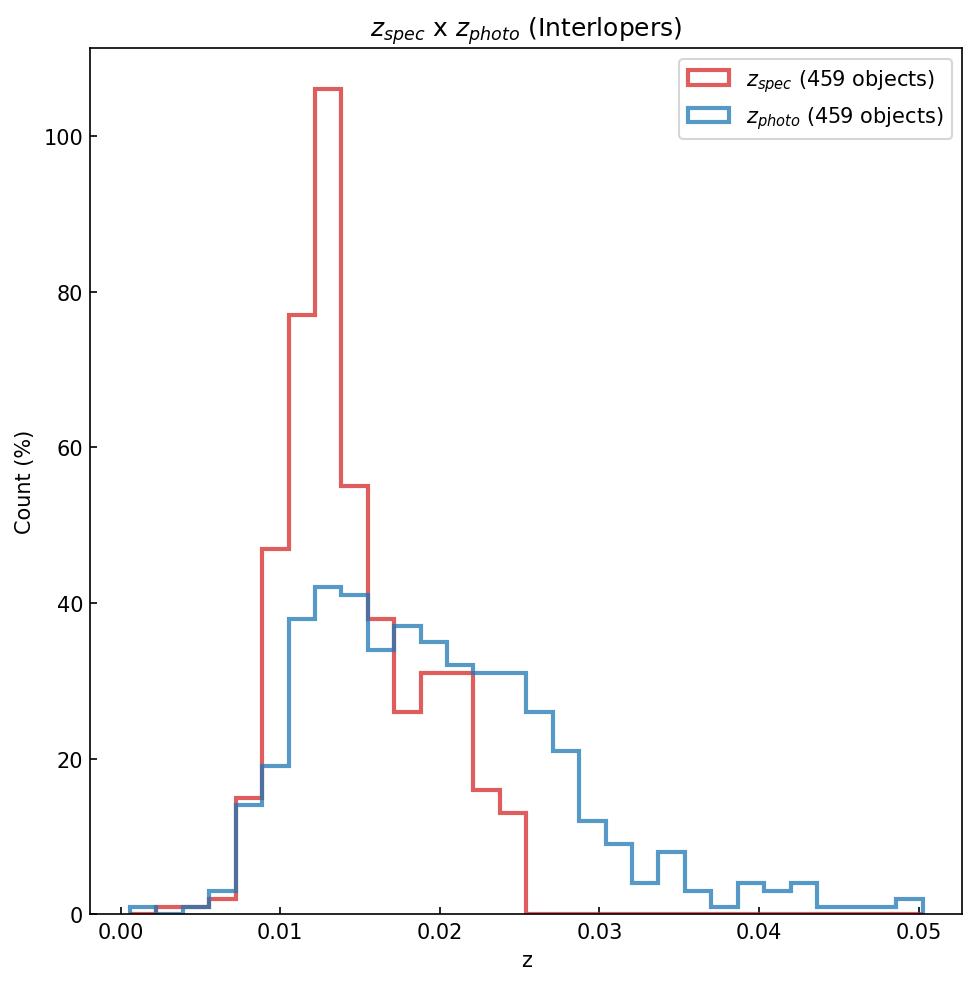 z_spec x z_photo (Interlopers)
z_spec (459 objects)
z_photo (459 objects)
Count (%)
100
80
60
40
20
0
0.00 0.01 0.02 0.03 0.04 0.05
z